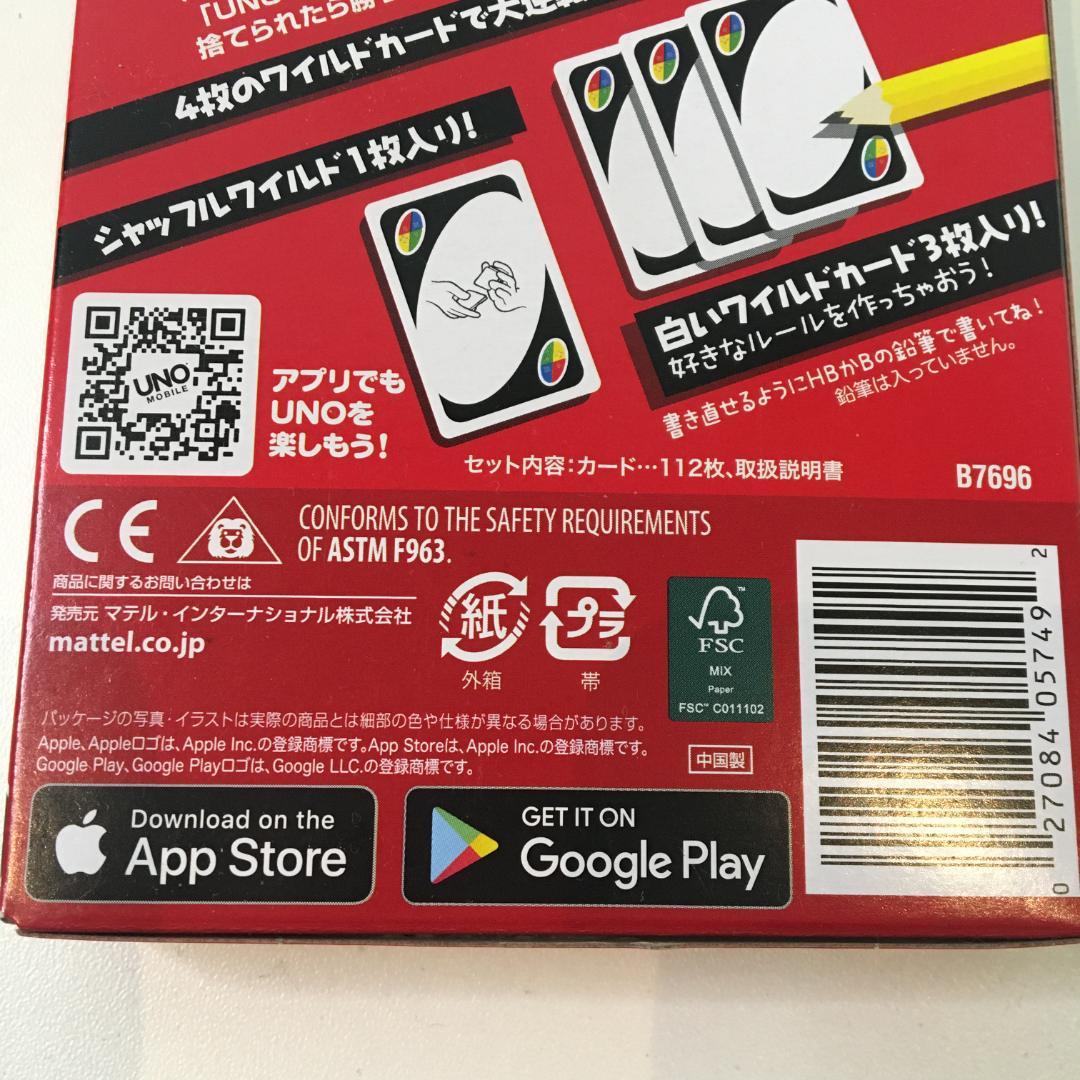 「UNO
捨てられたら勝
4枚のワイルドカードで大逆転
シャッフルワイルド1枚入り!
白いワイルドカード3枚入り!
好きなルールを作っちゃおう!
書き直せるようにHBかBの鉛筆で書いてね!
鉛筆は入っていません。
UNO
MOBILE
アプリでも
UNOを
楽しもう!
セット内容:カード…112枚、取扱説明書
B7696
CE
CONFORMS TO THE SAFETY REQUIREMENTS
OF ASTM F963.
商品に関するお問い合わせは
発売元 マテル・インターナショナル株式会社
mattel.co.jp
紙
外箱
プラ
帯
FSC
MIX
Paper
FSC™ C011102
パッケージの写真・イラストは実際の商品とは細部の色や仕様が異なる場合があります。
Apple、Appleロゴは、Apple Inc.の登録商標です。App Storeは、Apple Inc.の登録商標です。
Google Play、Google Playロゴは、Google LLC.の登録商標です。
中国製
Download on the
App Store
GET IT ON
Google Play
0 27084 05749 2